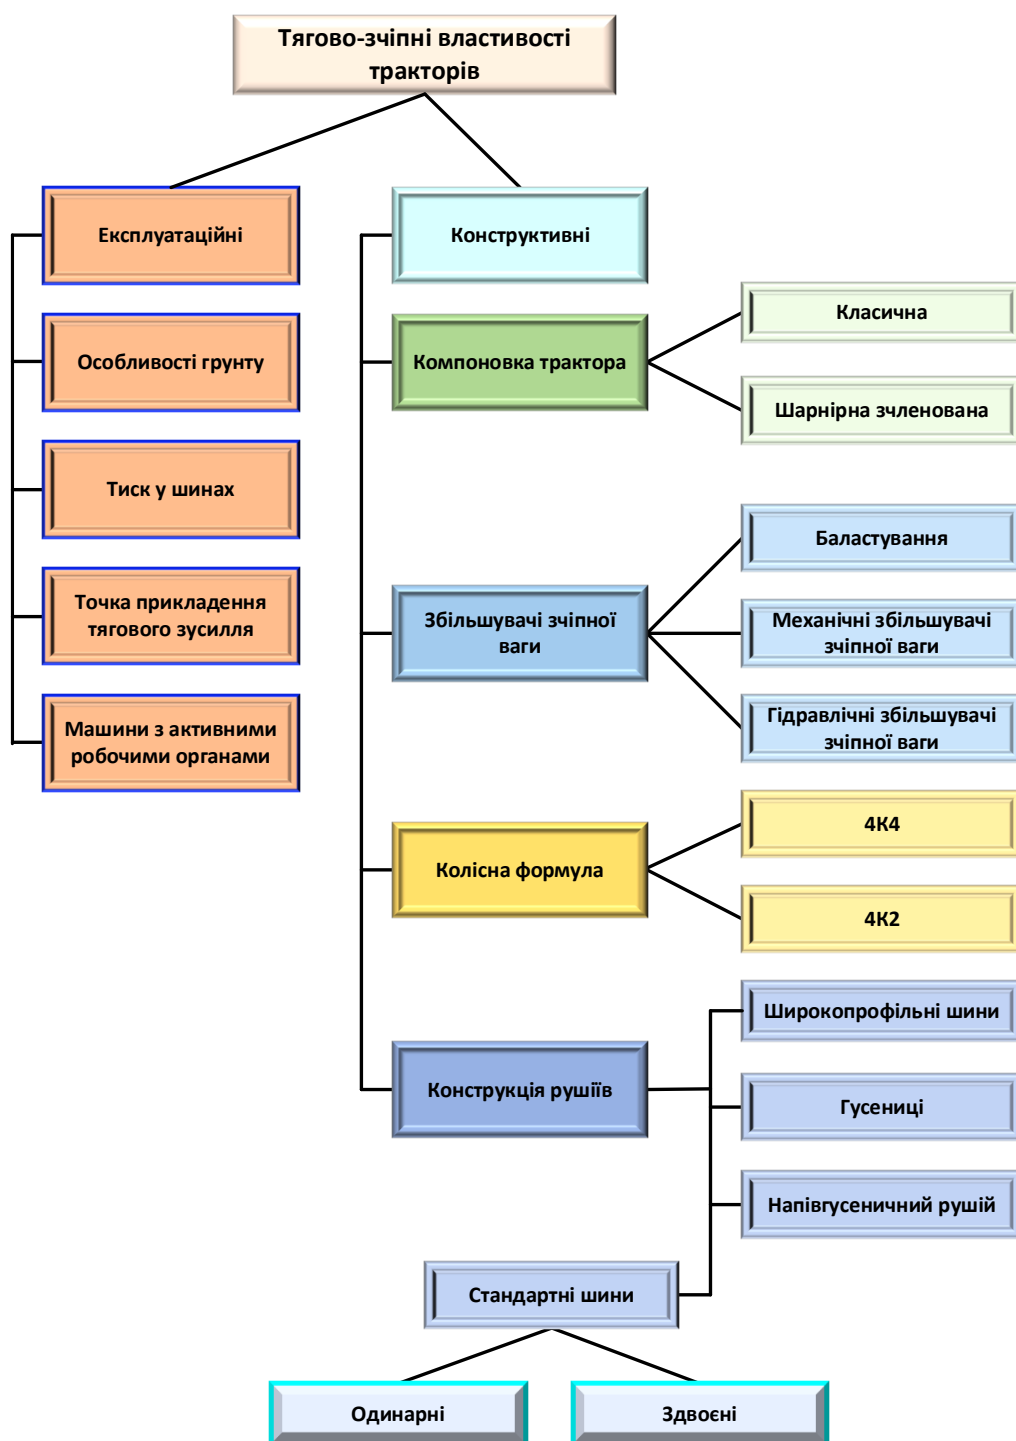 Тягово-зчіпні властивості
тракторів
Експлуатаційні
Особливості грунту
Тиск у шинах
Точка прикладення
тягового зусилля
Машини з активними
робочими органами
Конструктивні
Компоновка трактора
Класична
Шарнірна зчленована
Збільшувачі зчіпної
ваги
Баластування
Механічні збільшувачі
зчіпної ваги
Гідравлічні збільшувачі
зчіпної ваги
Колісна формула
4К4
4К2
Конструкція рушіїв
Широкопрофільні шини
Гусениці
Напівгусеничний рушій
Стандартні шини
Одинарні
Здвоєні